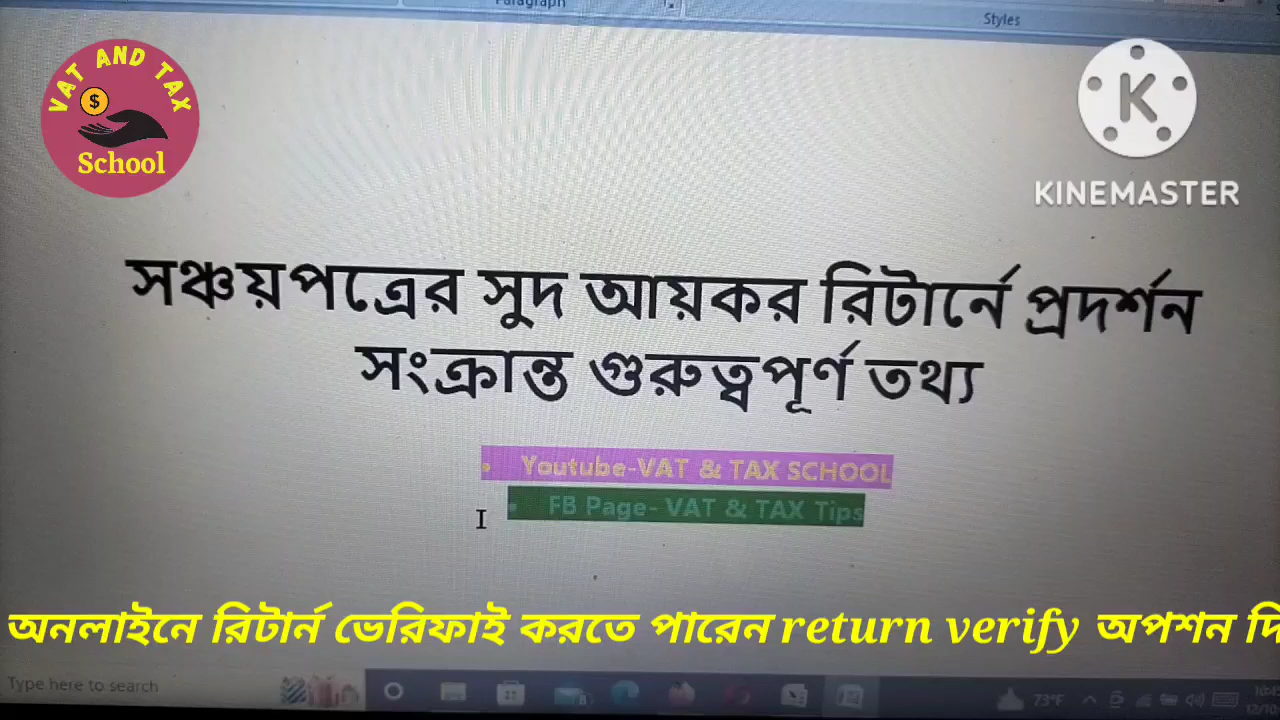 Paragraph
Styles
VAT AND TAX
$
School
K
KINEMASTER
সঞ্চয়পত্রের সুদ আয়কর রিটার্নে প্রদর্শন
সংক্রান্ত গুরুত্বপূর্ণ তথ্য
• Youtube-VAT & TAX SCHOOL
• FB Page- VAT & TAX Tips
অনলাইনে রিটার্ন ভেরিফাই করতে পারেন return verify অপশন দি
Type here to search
73°F